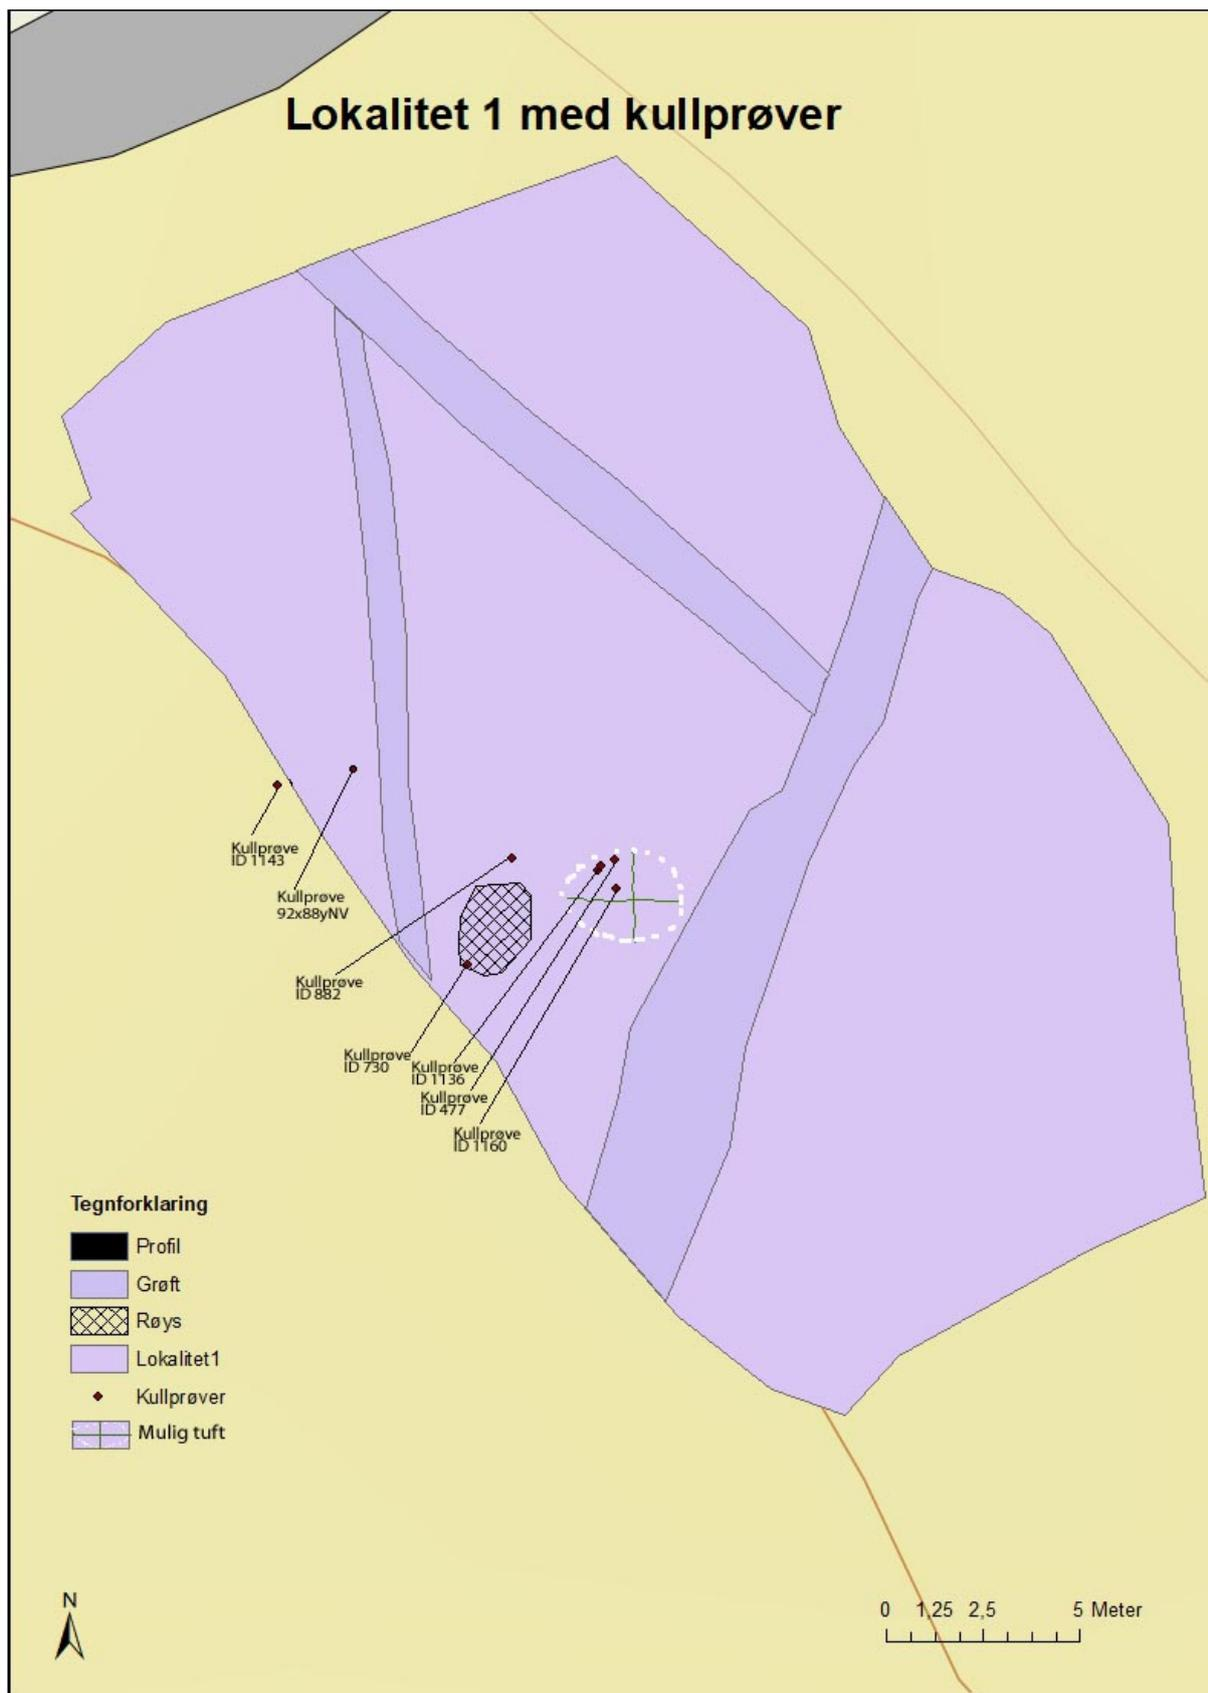 Lokalitet 1 med kullprøver
Kullprøve
ID 1143
Kullprøve
92x88yNV
Kullprøve
ID 882
Kullprøve
ID 730
Kullprøve
ID 1136
Kullprøve
ID 477
Kullprøve
ID 1160
Tegnforklaring
Profil
Grøft
Røys
Lokalitet1
Kullprøver
Mulig tuft
N
0 1,25 2,5 5 Meter